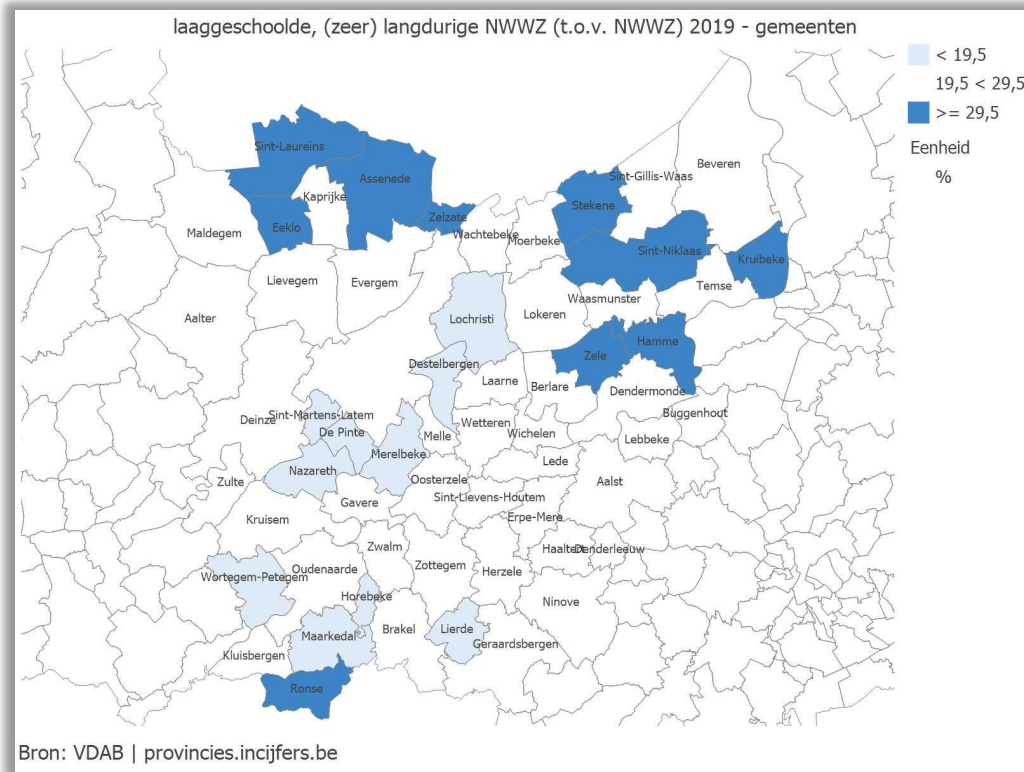 laaggeschoolde, (zeer) langdurige NWWZ (t.o.v. NWWZ) 2019 - gemeenten
< 19,5
19,5 < 29,5
>= 29,5
Eenheid
%
Sint-Laureins
Beveren
Sint-Gillis-Waas
Assenede
Kaprijke
Stekene
Zelzate
Eeklo
Maldegem
Wachtebeke
Moerbeke
Sint-Niklaas
Kruibeke
Lievegem
Evergem
Temse
Waasmunster
Aalter
Lochristi
Lokeren
Hamme
Zele
Destelbergen
Laarne
Berlare
Dendermonde
Buggenhout
Sint-Martens-Latem
Deinze
De Pinte
Melle
Wetteren
Wichelen
Lebbeke
Merelbeke
Lede
Nazareth
Zulte
Oosterzele
Aalst
Gavere
Sint-Lievens-Houtem
Kruisem
Erpe-Mere
Zwalm
Haaltert
Denderleeuw
Zottegem
Herzele
Oudenaarde
Wortegem-Petegem
Horebeke
Ninove
Brakel
Lierde
Maarkedal
Geraardsbergen
Kluisbergen
Ronse
Bron: VDAB | provincies.incijfers.be